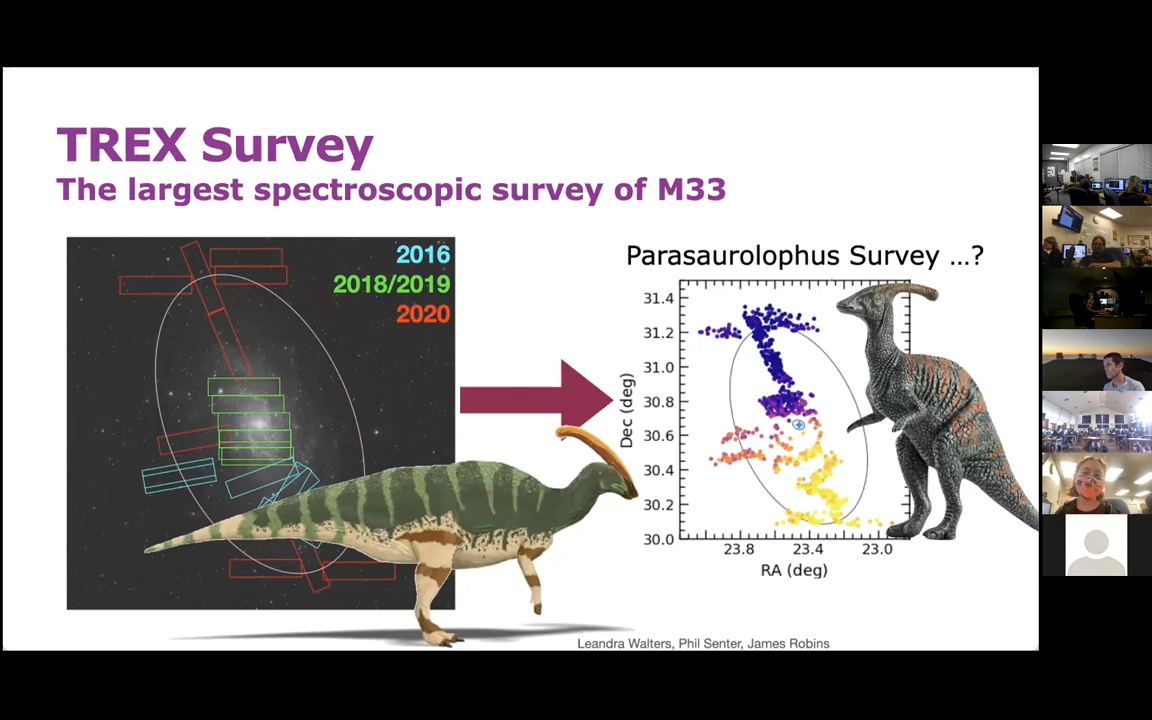 TREX Survey
The largest spectroscopic survey of M33
2016
2018/2019
2020
Parasaurolophus Survey ...?
31.4
31.2
31.0
30.8
30.6
30.4
30.2
30.0
Dec (deg)
23.8
23.4
23.0
RA (deg)
Leandra Walters, Phil Senter, James Robins